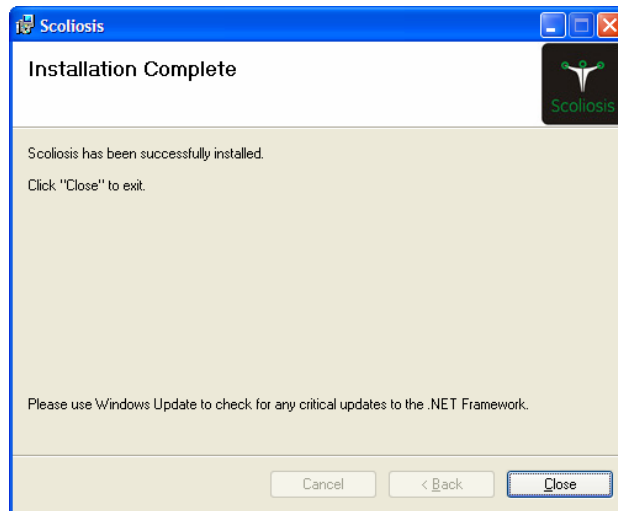 Scoliosis
Installation Complete
Scoliosis
Scoliosis has been successfully installed.
Click "Close" to exit.
Please use Windows Update to check for any critical updates to the .NET Framework.
Cancel
< Back
Close